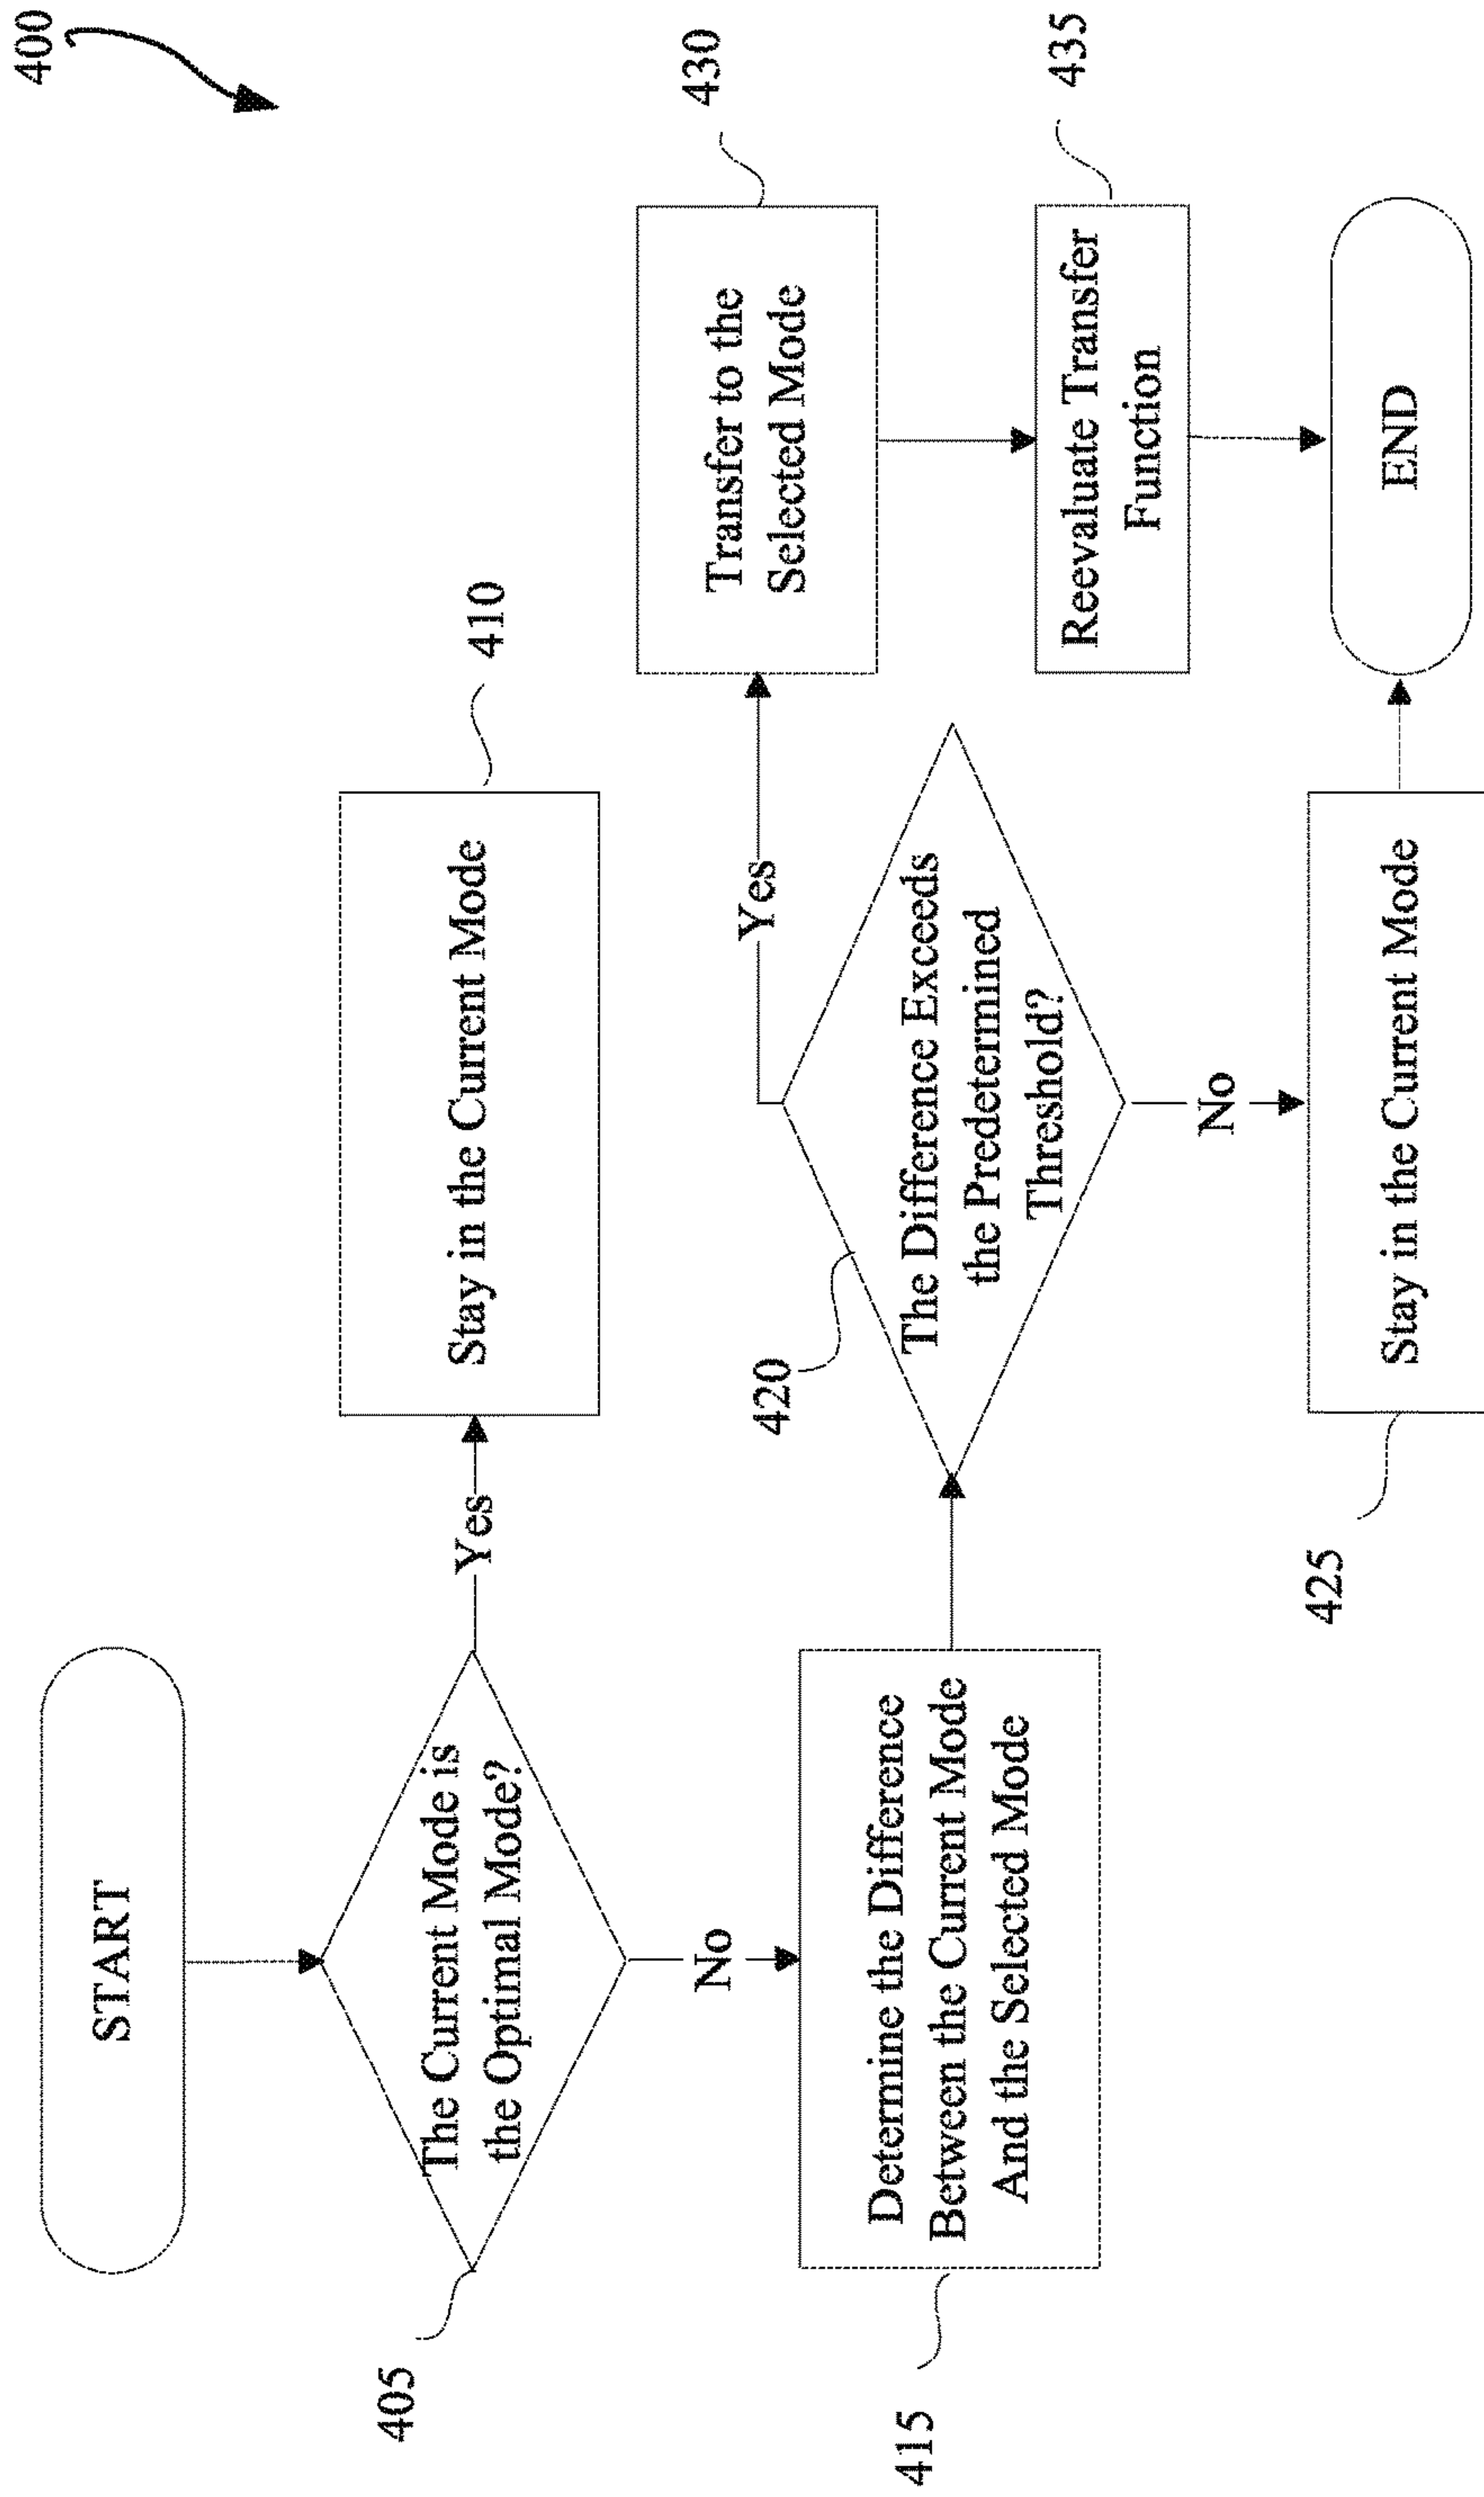 400
START
405
The Current Mode is
the Optimal Mode?
Yes
Stay in the Current Mode
410
No
415
Determine the Difference
Between the Current Mode
And the Selected Mode
420
The Difference Exceeds
the Predetermined
Threshold?
Yes
Transfer to the
Selected Mode
430
Reevaluate Transfer
Function
435
No
425
Stay in the Current Mode
END